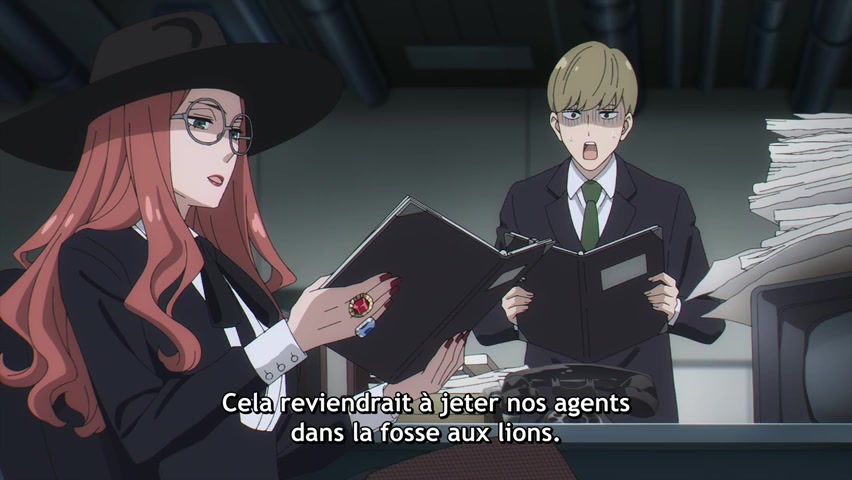 Cela reviendrait à jeter nos agents
dans la fosse aux lions.